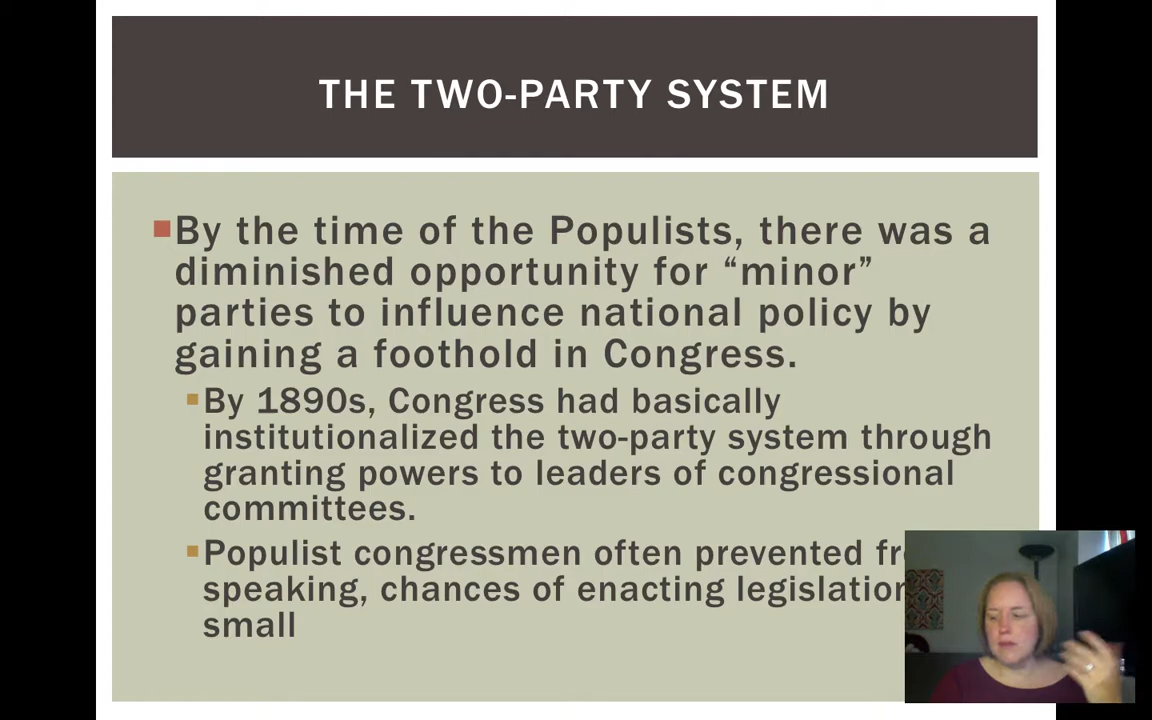 THE TWO-PARTY SYSTEM
By the time of the Populists, there was a
diminished opportunity for “minor”
parties to influence national policy by
gaining a foothold in Congress.
By 1890s, Congress had basically
institutionalized the two-party system through
granting powers to leaders of congressional
committees.
Populist congressmen often prevented
speaking, chances of enacting legislation
small